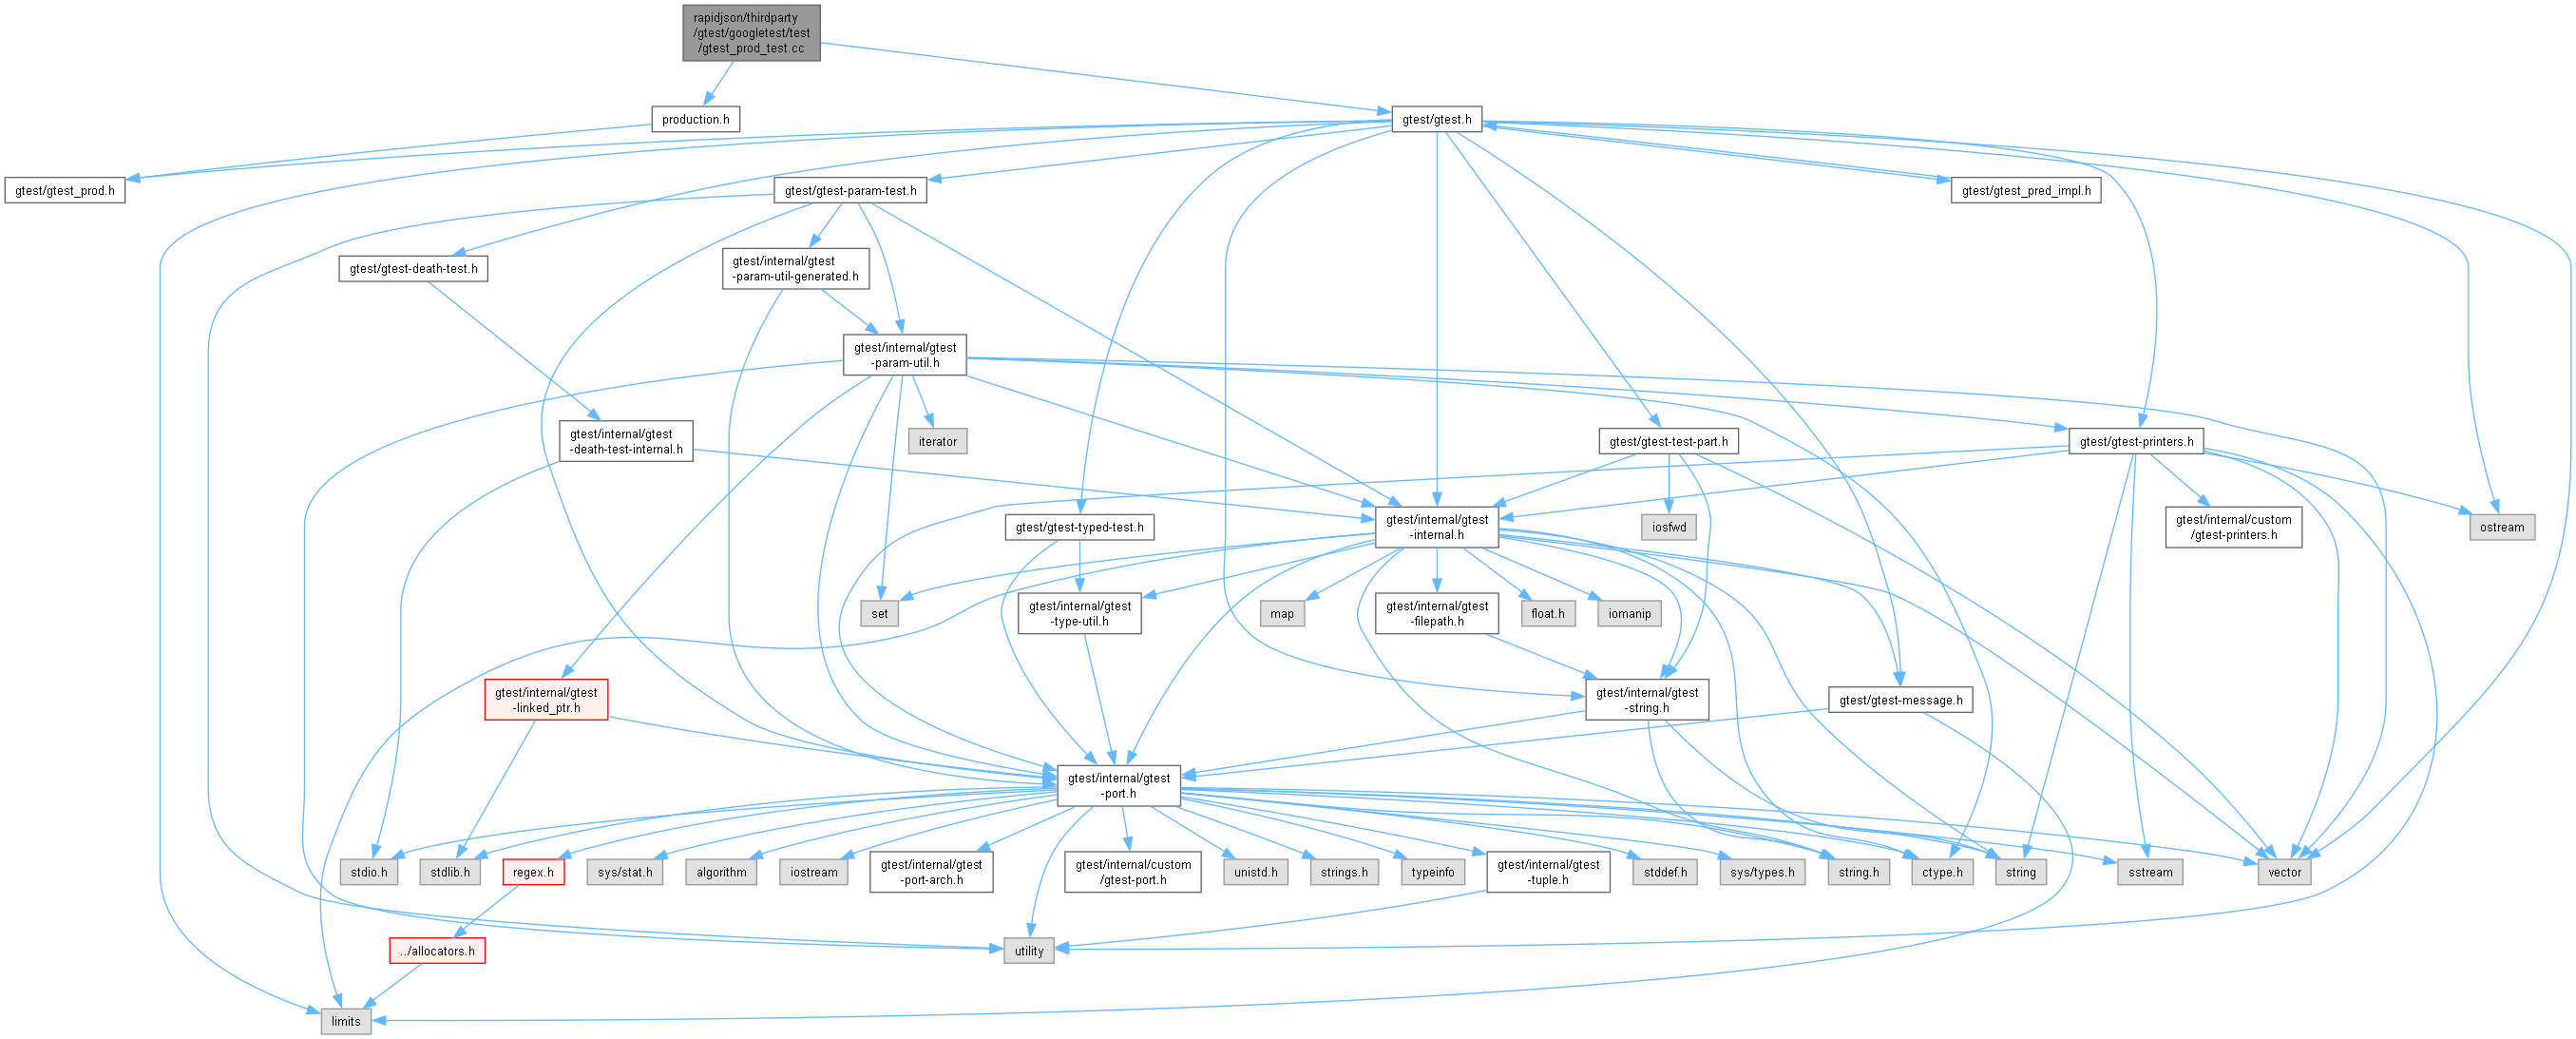 rapidjson/thirdparty
/gtest/googletest/test
/gtest_prod_test.cc
production.h
gtest/gtest.h
gtest/gtest_prod.h
gtest/gtest-param-test.h
gtest/gtest_pred_impl.h
gtest/gtest-death-test.h
gtest/internal/gtest
-param-util-generated.h
gtest/internal/gtest
-param-util.h
gtest/internal/gtest
-death-test-internal.h
iterator
gtest/gtest-test-part.h
gtest/gtest-printers.h
gtest/gtest-typed-test.h
gtest/internal/gtest
-internal.h
iosfwd
gtest/internal/custom
/gtest-printers.h
ostream
set
gtest/internal/gtest
-type-util.h
map
gtest/internal/gtest
-filepath.h
float.h
iomanip
gtest/internal/gtest
-linked_ptr.h
gtest/internal/gtest
-string.h
gtest/gtest-message.h
gtest/internal/gtest
-port.h
stdio.h
stdlib.h
regex.h
sys/stat.h
algorithm
iostream
gtest/internal/gtest
-port-arch.h
gtest/internal/custom
/gtest-port.h
unistd.h
strings.h
typeinfo
gtest/internal/gtest
-tuple.h
stddef.h
sys/types.h
string.h
ctype.h
string
sstream
vector
../allocators.h
utility
limits